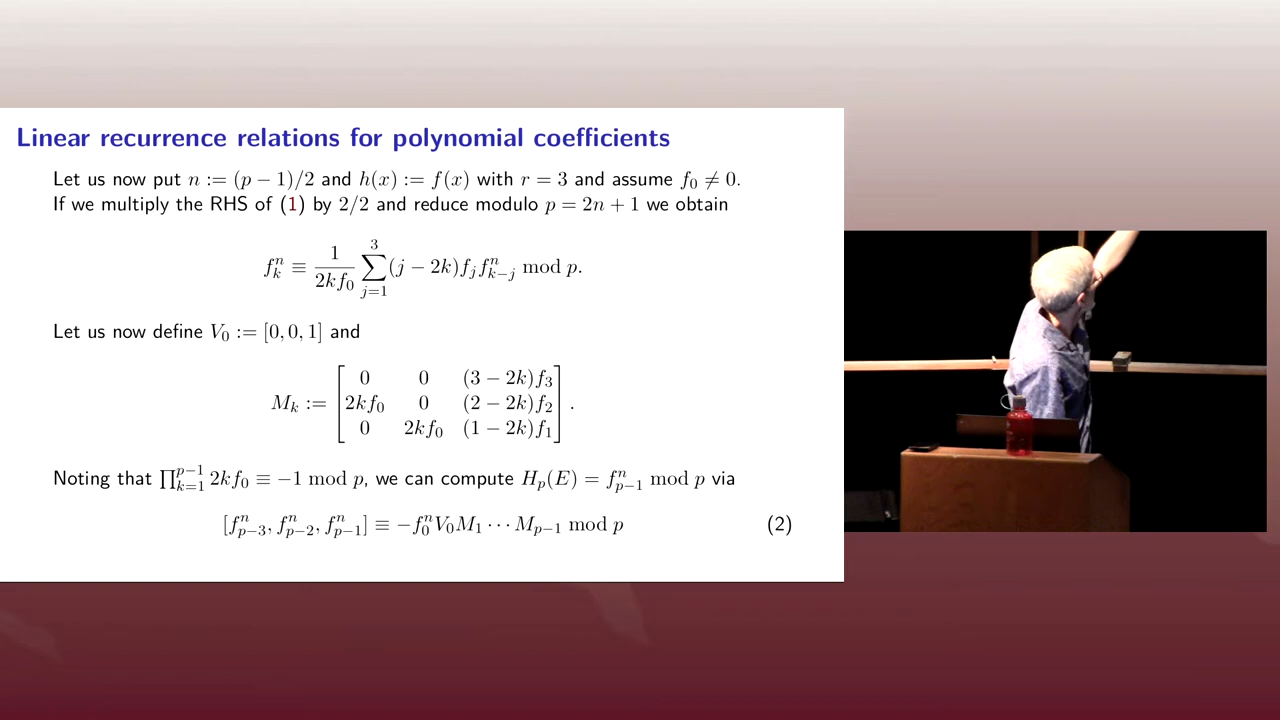 Linear recurrence relations for polynomial coefficients
Let us now put n := (p − 1)/2 and h(x) := f(x) with r = 3 and assume f_0 ≠ 0.
If we multiply the RHS of (1) by 2/2 and reduce modulo p = 2n + 1 we obtain
f^n_k ≡ \frac{1}{2kf_0} \sum_{j=1}^{3} (j − 2k)f_j f^n_{k−j} mod p.
Let us now define V_0 := [0, 0, 1] and
M_k := \begin{bmatrix} 0 & 0 & (3 − 2k)f_3 \\ 2kf_0 & 0 & (2 − 2k)f_2 \\ 0 & 2kf_0 & (1 − 2k)f_1 \end{bmatrix}.
Noting that ∏^{p−1}_{k=1} 2kf_0 ≡ −1 mod p, we can compute H_p(E) = f^n_{p−1} mod p via
[f^n_{p−3}, f^n_{p−2}, f^n_{p−1}] ≡ −f^n_0 V_0 M_1 ··· M_{p−1} mod p (2)